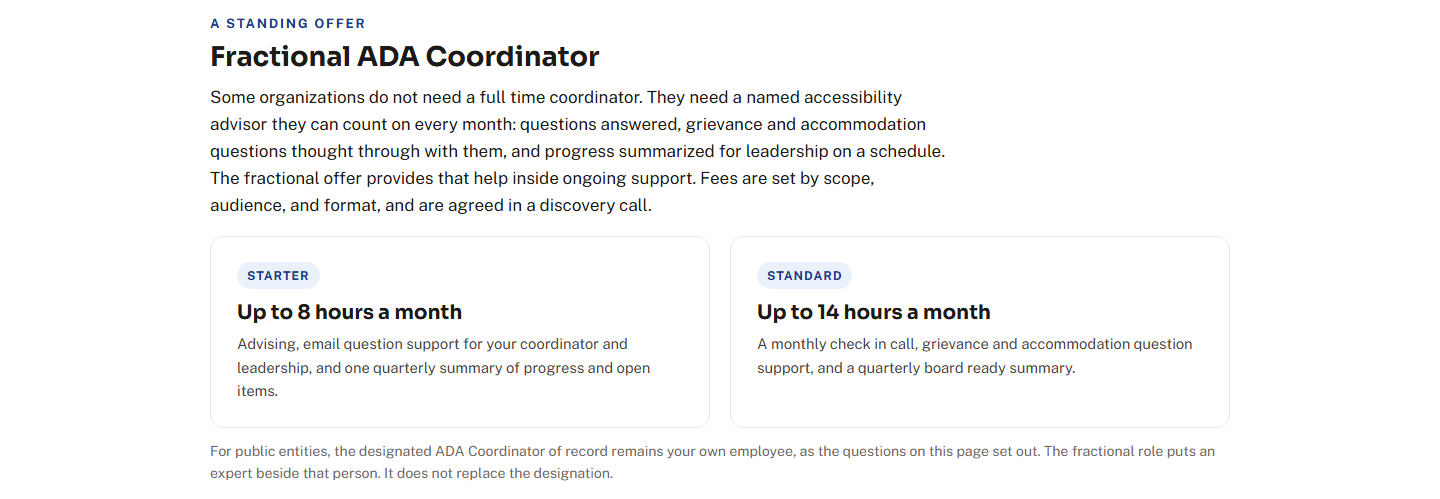 A STANDING OFFER
Fractional ADA Coordinator
Some organizations do not need a full time coordinator. They need a named accessibility
advisor they can count on every month: questions answered, grievance and accommodation
questions thought through with them, and progress summarized for leadership on a schedule.
The fractional offer provides that help inside ongoing support. Fees are set by scope,
audience, and format, and are agreed in a discovery call.
STARTER
Up to 8 hours a month
Advising, email question support for your coordinator and
leadership, and one quarterly summary of progress and open
items.
STANDARD
Up to 14 hours a month
A monthly check in call, grievance and accommodation question
support, and a quarterly board ready summary.
For public entities, the designated ADA Coordinator of record remains your own employee, as the questions on this page set out. The fractional role puts an
expert beside that person. It does not replace the designation.